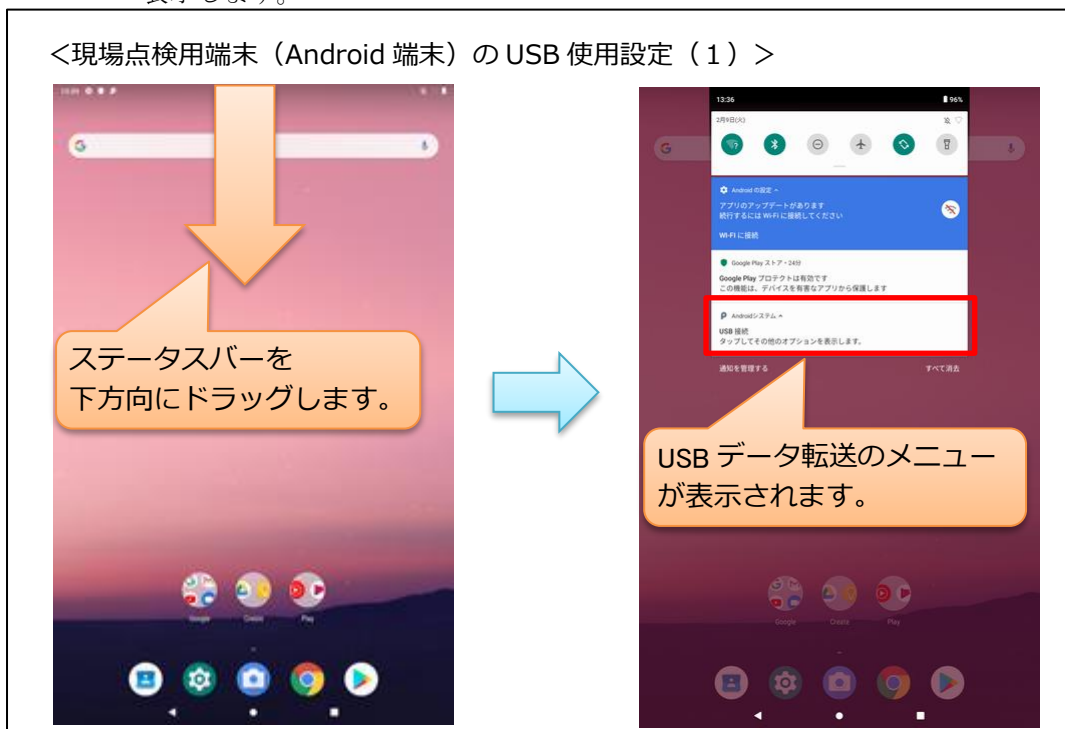 表示します。
＜現場点検用端末（Android 端末）の USB 使用設定（１）＞
ステータスバーを
下方向にドラッグします。
Google
Create
Play
13:36
96%
2月9日(火)
Android の設定
アプリのアップデートがあります
続行するには Wi-Fi に接続してください
WI-FI に接続
Google Play ストア・24分
Google Play プロテクトは有効です
この機能は、デバイスを有害なアプリから保護します
Androidシステム
USB 接続
タップしてその他のオプションを表示します。
通知を管理する
すべて消去
USB データ転送のメニュー
が表示されます。
Google
Create
Play